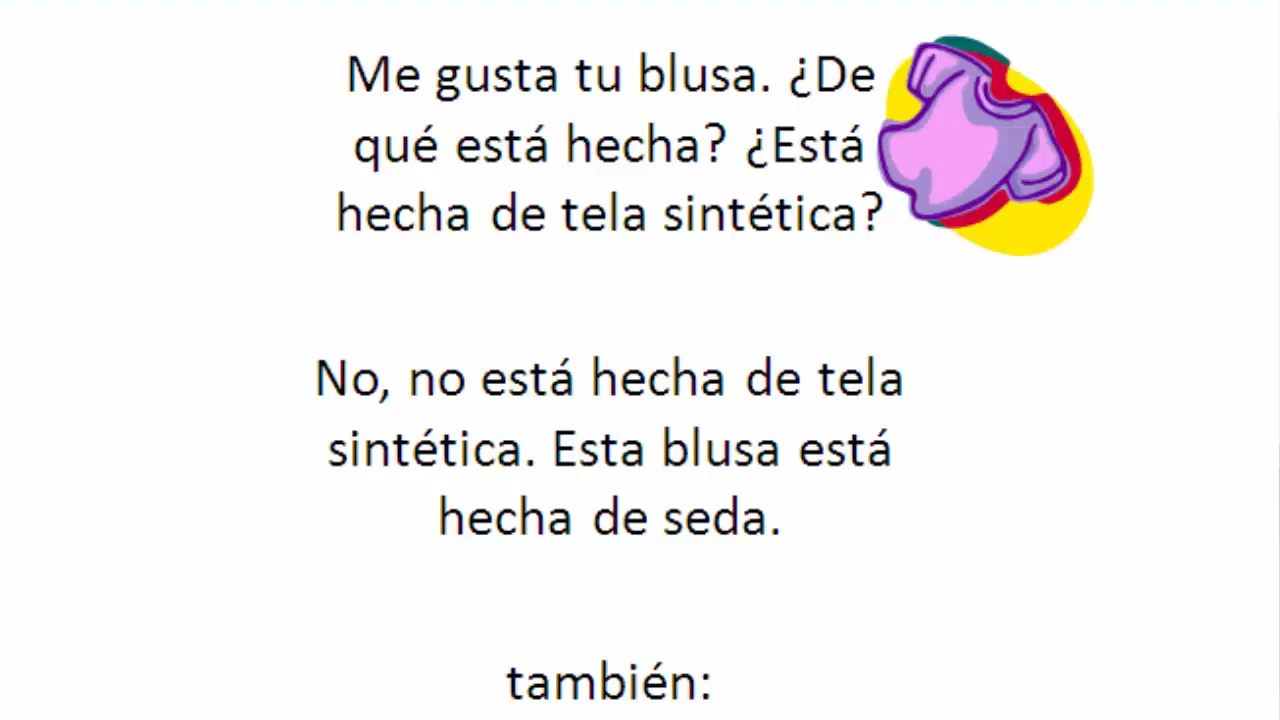 Me gusta tu blusa. ¿De
qué está hecha? ¿Está
hecha de tela sintética?
No, no está hecha de tela
sintética. Esta blusa está
hecha de seda.
también: